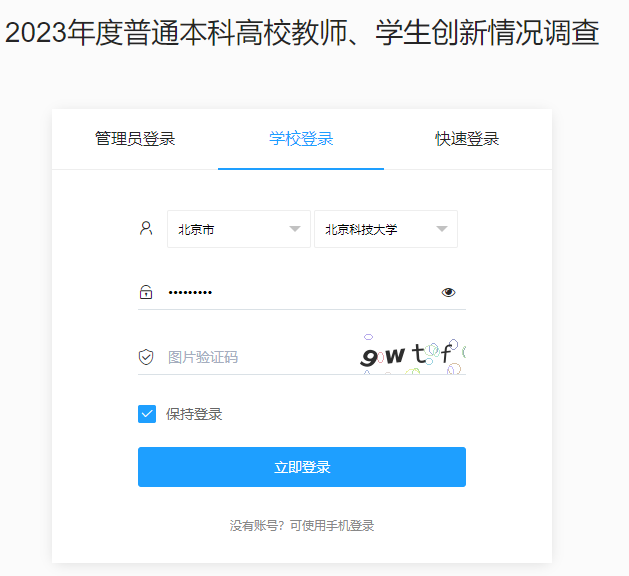 2023年度普通本科高校教师、学生创新情况调查
管理员登录 学校登录 快速登录
北京市 北京科技大学
•••••••••
图片验证码 gwtf
保持登录
立即登录
没有账号？可使用手机登录